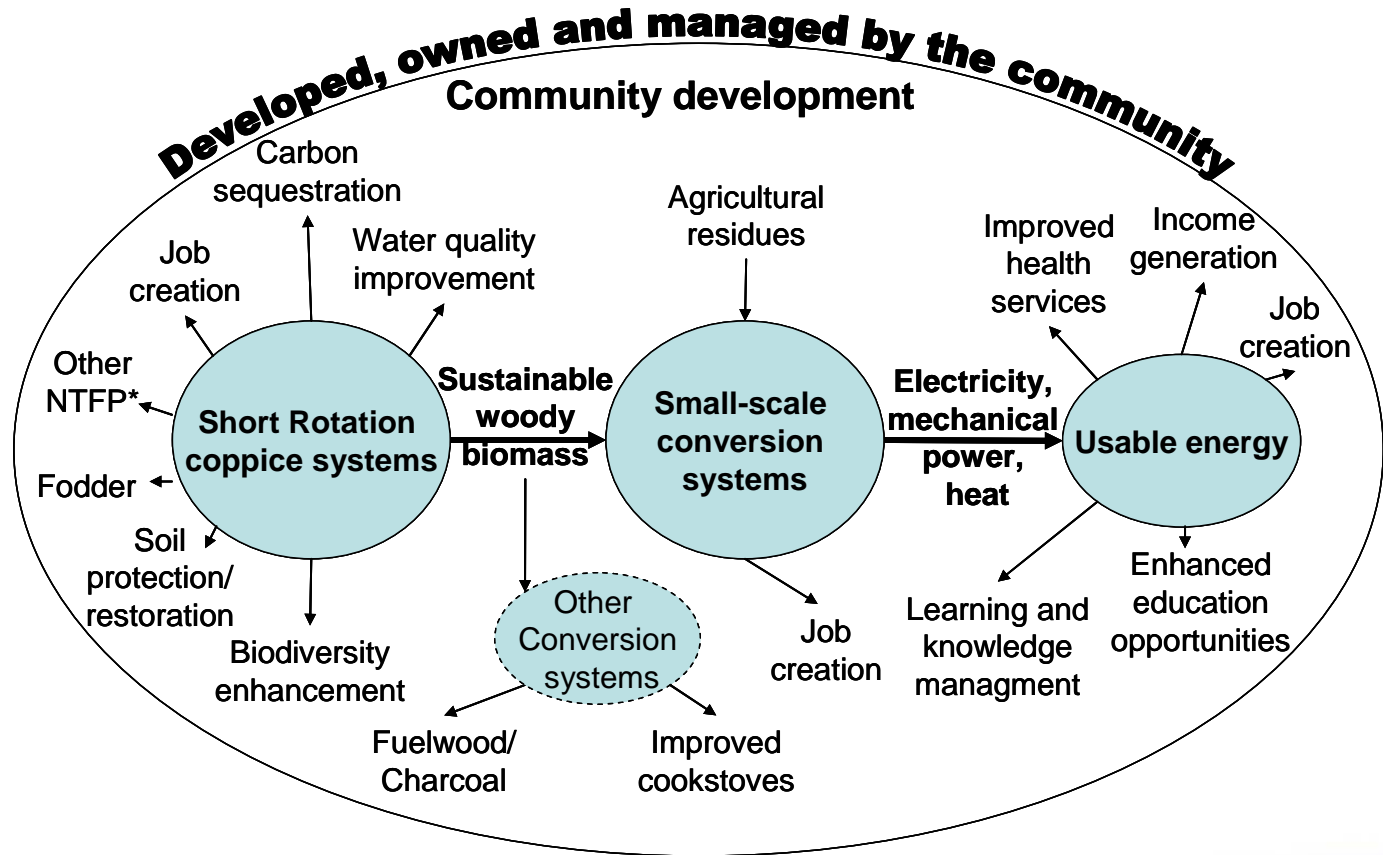 Developed, owned and managed by the community
Community development
Carbon
sequestration
Job
creation
Water quality
improvement
Other
NTFP*
Fodder
Soil
protection/
restoration
Biodiversity
enhancement
Short Rotation
coppice systems
Sustainable
woody
biomass
Other
Conversion
systems
Fuelwood/
Charcoal
Improved
cookstoves
Agricultural
residues
Small-scale
conversion
systems
Job
creation
Electricity,
mechanical
power,
heat
Usable energy
Improved
health
services
Income
generation
Job
creation
Learning and
knowledge
managment
Enhanced
education
opportunities